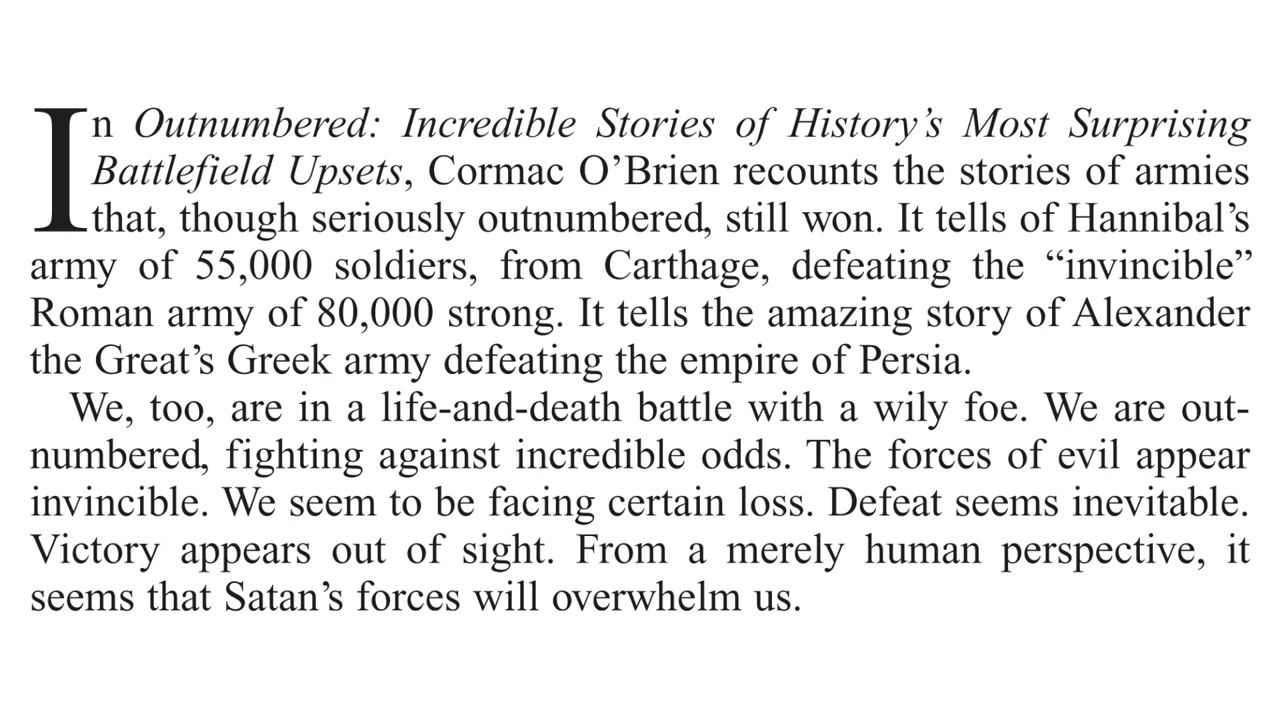 In Outnumbered: Incredible Stories of History’s Most Surprising
Battlefield Upsets, Cormac O’Brien recounts the stories of armies
that, though seriously outnumbered, still won. It tells of Hannibal’s
army of 55,000 soldiers, from Carthage, defeating the “invincible”
Roman army of 80,000 strong. It tells the amazing story of Alexander
the Great’s Greek army defeating the empire of Persia.
We, too, are in a life-and-death battle with a wily foe. We are out-
numbered, fighting against incredible odds. The forces of evil appear
invincible. We seem to be facing certain loss. Defeat seems inevitable.
Victory appears out of sight. From a merely human perspective, it
seems that Satan’s forces will overwhelm us.